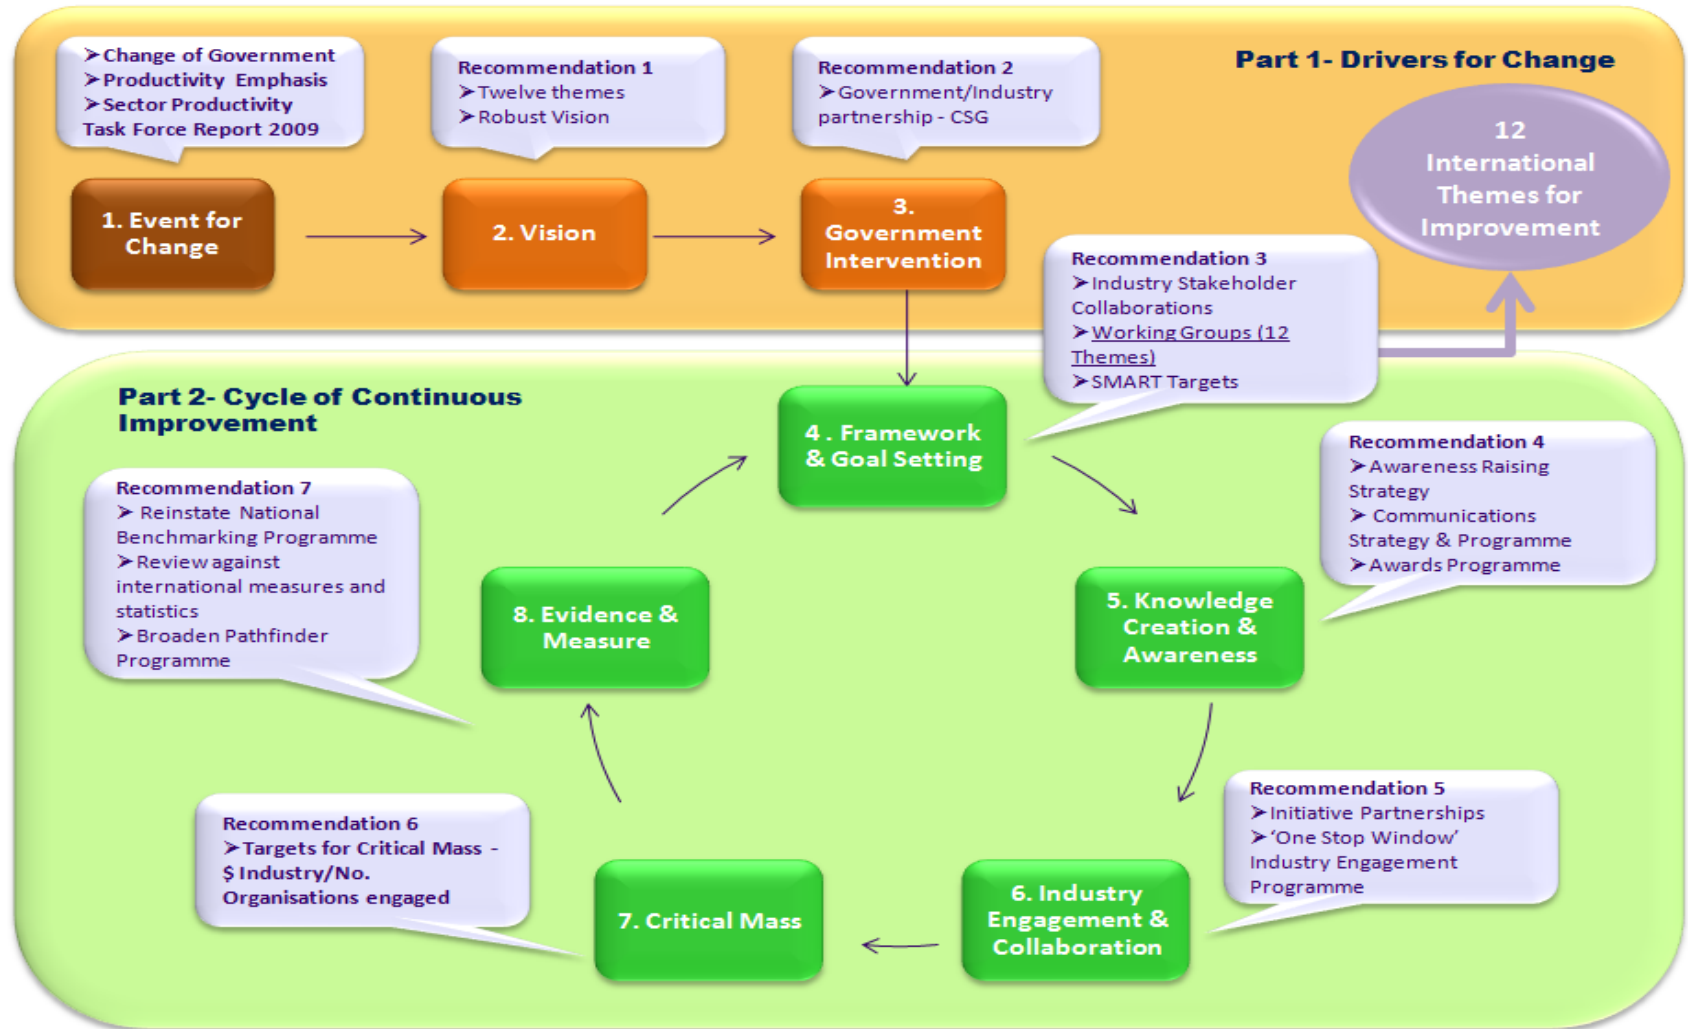 Part 1- Drivers for Change
➢Change of Government
➢Productivity Emphasis
➢Sector Productivity
Task Force Report 2009
Recommendation 1
➢Twelve themes
➢Robust Vision
Recommendation 2
➢Government/Industry
partnership - CSG
12
International
Themes for
Improvement
1. Event for
Change
2. Vision
3.
Government
Intervention
Recommendation 3
➢Industry Stakeholder
Collaborations
➢Working Groups (12
Themes)
➢SMART Targets
Part 2- Cycle of Continuous
Improvement
4 . Framework
& Goal Setting
Recommendation 4
➢Awareness Raising
Strategy
➢ Communications
Strategy & Programme
➢Awards Programme
5. Knowledge
Creation &
Awareness
Recommendation 5
➢Initiative Partnerships
➢‘One Stop Window’
Industry Engagement
Programme
6. Industry
Engagement &
Collaboration
Recommendation 6
➢Targets for Critical Mass -
$ Industry/No.
Organisations engaged
7. Critical Mass
Recommendation 7
➢ Reinstate National
Benchmarking Programme
➢Review against
international measures and
statistics
➢Broaden Pathfinder
Programme
8. Evidence &
Measure